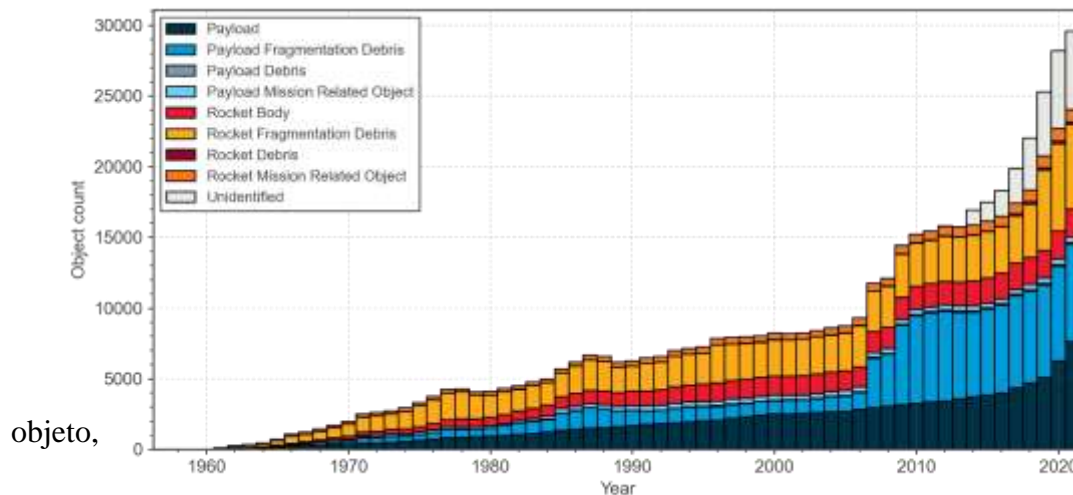 30000
25000
20000
15000
10000
5000
0
Object count
Payload
Payload Fragmentation Debris
Payload Debris
Payload Mission Related Object
Rocket Body
Rocket Fragmentation Debris
Rocket Debris
Rocket Mission Related Object
Unidentified
objeto,
1960 1970 1980 1990 2000 2010 2020
Year